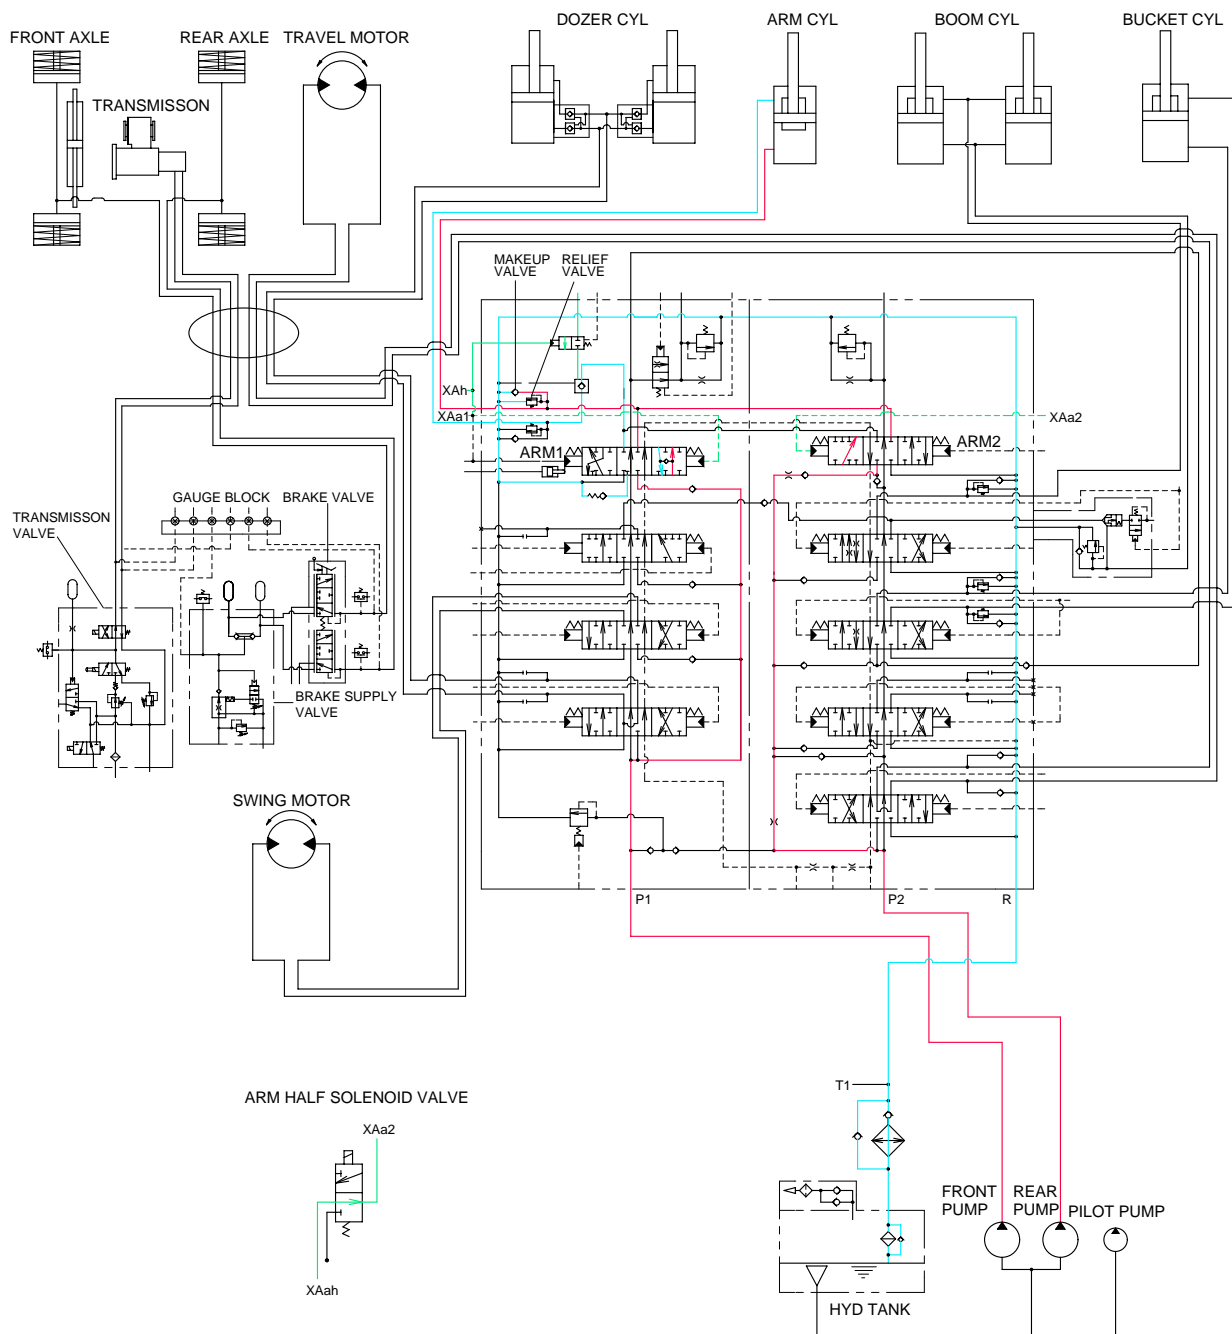 DOZER CYL
ARM CYL
BOOM CYL
BUCKET CYL
FRONT AXLE
REAR AXLE
TRAVEL MOTOR
TRANSMISSON
MAKEUP
VALVE
RELIEF
VALVE
XAh
XAa1
XAa2
ARM1
ARM2
GAUGE BLOCK
BRAKE VALVE
TRANSMISSON
VALVE
BRAKE SUPPLY
VALVE
SWING MOTOR
P1
P2
R
T1
ARM HALF SOLENOID VALVE
XAa2
XAah
FRONT
PUMP
REAR
PUMP
PILOT PUMP
HYD TANK